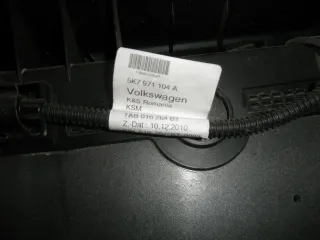 5K7 971 104 A
Volkswagen
K&S Romania
KSM
Z.-Dat.: 10.12.2010